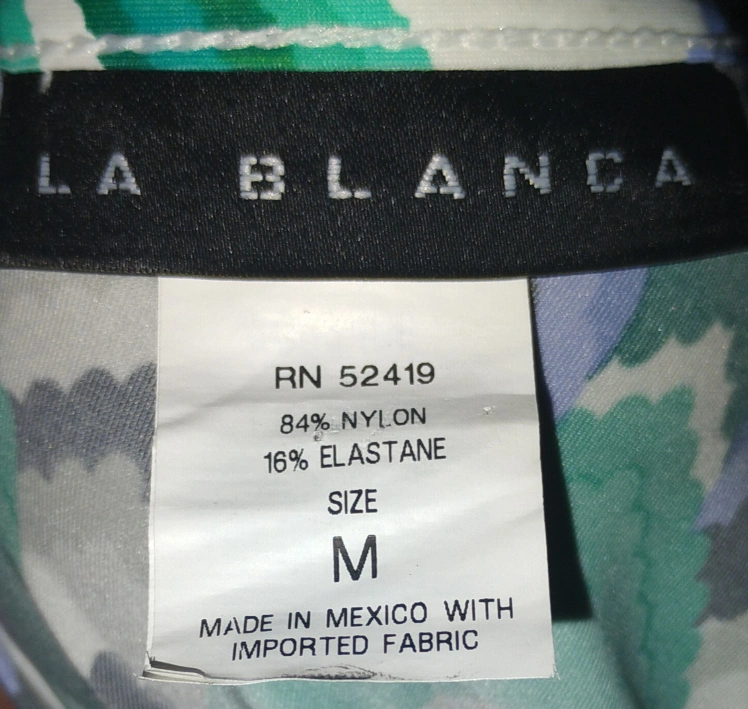 LA BLANCA
RN 52419
84% NYLON
16% ELASTANE
SIZE
M
MADE IN MEXICO WITH
IMPORTED FABRIC